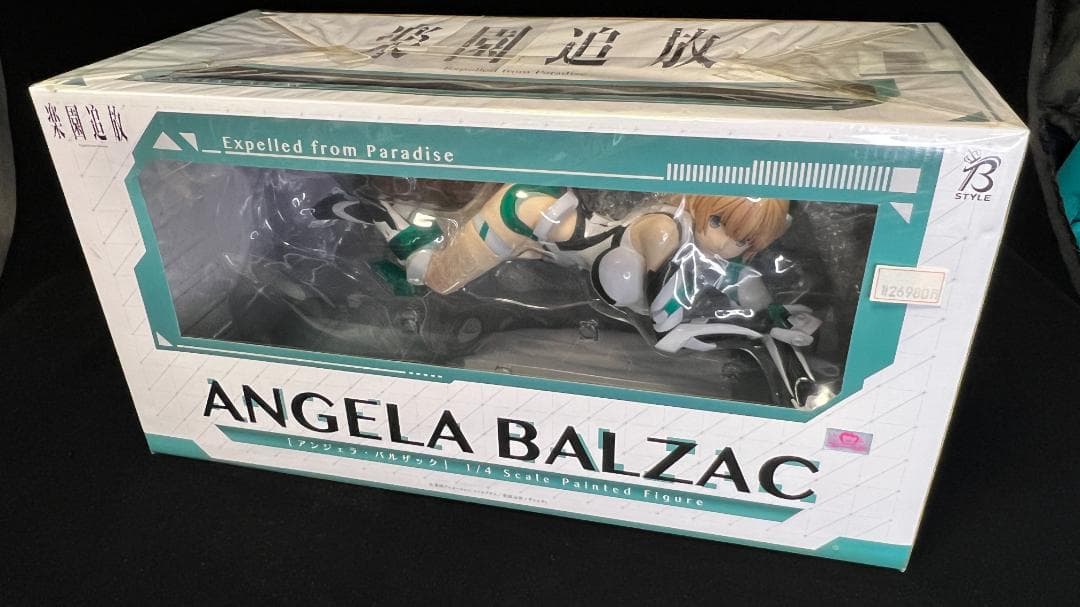 楽園追放
Expelled from Paradise
楽園追放
Expelled from Paradise
B
STYLE
¥26980円
ANGELA BALZAC
[アンジェラ・バルザック] 1/4 Scale Painted Figure